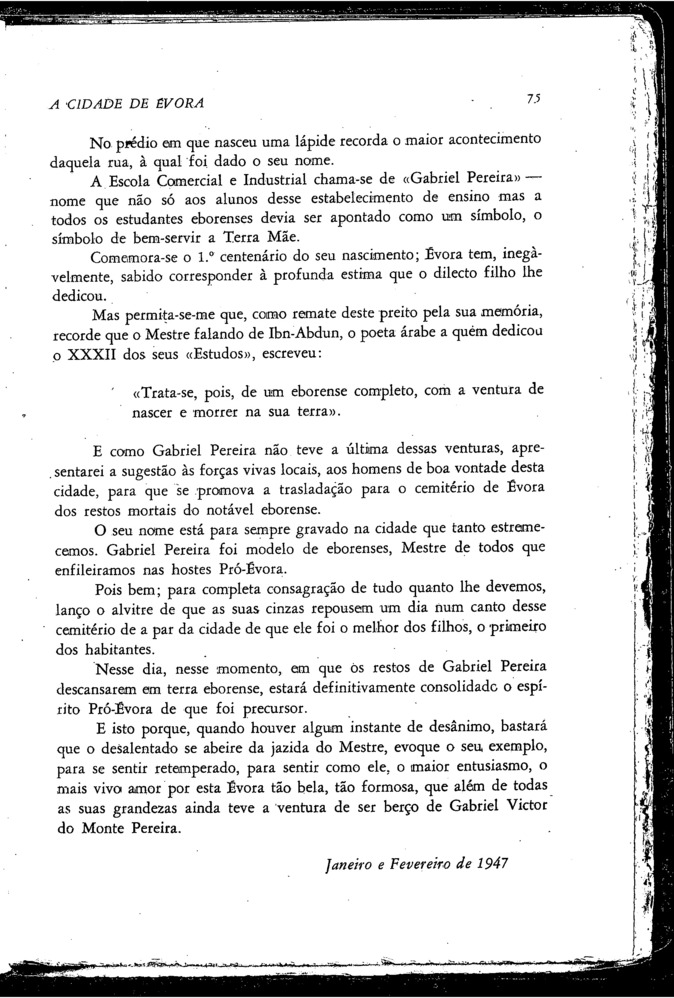 A CIDADE DE ÉVORA 75
No prédio em que nasceu uma lápide recorda o maior acontecimento
daquela rua, à qual foi dado o seu nome.
A Escola Comercial e Industrial chama-se de «Gabriel Pereira» —
nome que não só aos alunos desse estabelecimento de ensino mas a
todos os estudantes eborenses devia ser apontado como um símbolo, o
símbolo de bem-servir a Terra Mãe.
Comemora-se o 1.º centenário do seu nascimento; Évora tem, inegà-
velmente, sabido corresponder à profunda estima que o dilecto filho lhe
dedicou.
Mas permita-se-me que, como remate deste preito pela sua memória,
recorde que o Mestre falando de Ibn-Abdun, o poeta árabe a quém dedicou
o XXXII dos seus «Estudos», escreveu:
«Trata-se, pois, de um eborense completo, com a ventura de
nascer e morrer na sua terra».
E como Gabriel Pereira não teve a última dessas venturas, apre-
sentarei a sugestão às forças vivas locais, aos homens de boa vontade desta
cidade, para que se promova a trasladação para o cemitério de Évora
dos restos mortais do notável eborense.
O seu nome está para sempre gravado na cidade que tanto estreme-
cemos. Gabriel Pereira foi modelo de eborenses, Mestre de todos que
enfileiramos nas hostes Pró-Évora.
Pois bem; para completa consagração de tudo quanto lhe devemos,
lanço o alvitre de que as suas cinzas repousem um dia num canto desse
cemitério de a par da cidade de que ele foi o melhor dos filhos, o primeiro
dos habitantes.
Nesse dia, nesse momento, em que os restos de Gabriel Pereira
descansarem em terra eborense, estará definitivamente consolidado o espí-
rito Pró-Évora de que foi precursor.
E isto porque, quando houver algum instante de desânimo, bastará
que o desalentado se abeire da jazida do Mestre, evoque o seu exemplo,
para se sentir retemperado, para sentir como ele, o maior entusiasmo, o
mais vivo amor por esta Évora tão bela, tão formosa, que além de todas
as suas grandezas ainda teve a ventura de ser berço de Gabriel Victor
do Monte Pereira.
Janeiro e Fevereiro de 1947